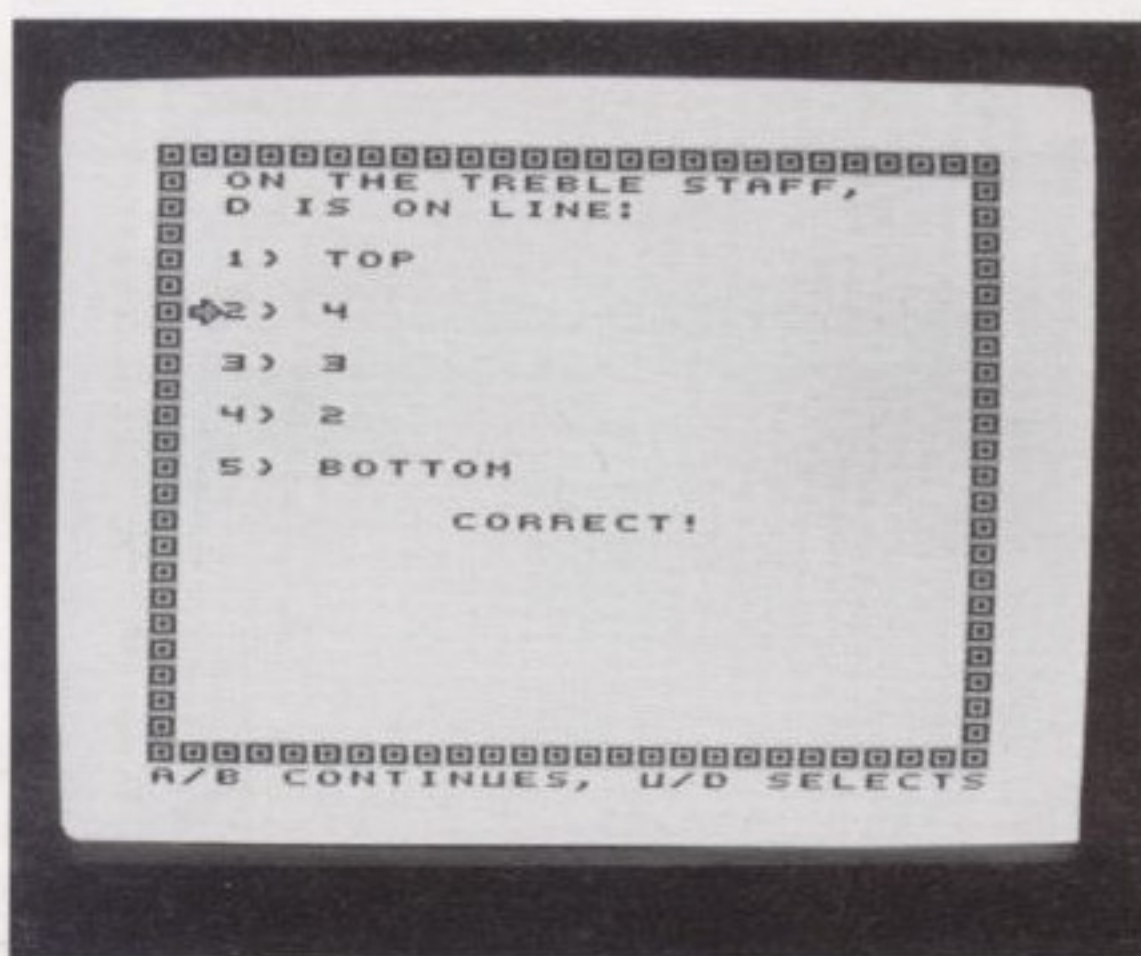 ON THE TREBLE STAFF,
D IS ON LINE:
1) TOP
2) 4
3) 3
4) 2
5) BOTTOM
CORRECT!
A/B CONTINUES, U/D SELECTS